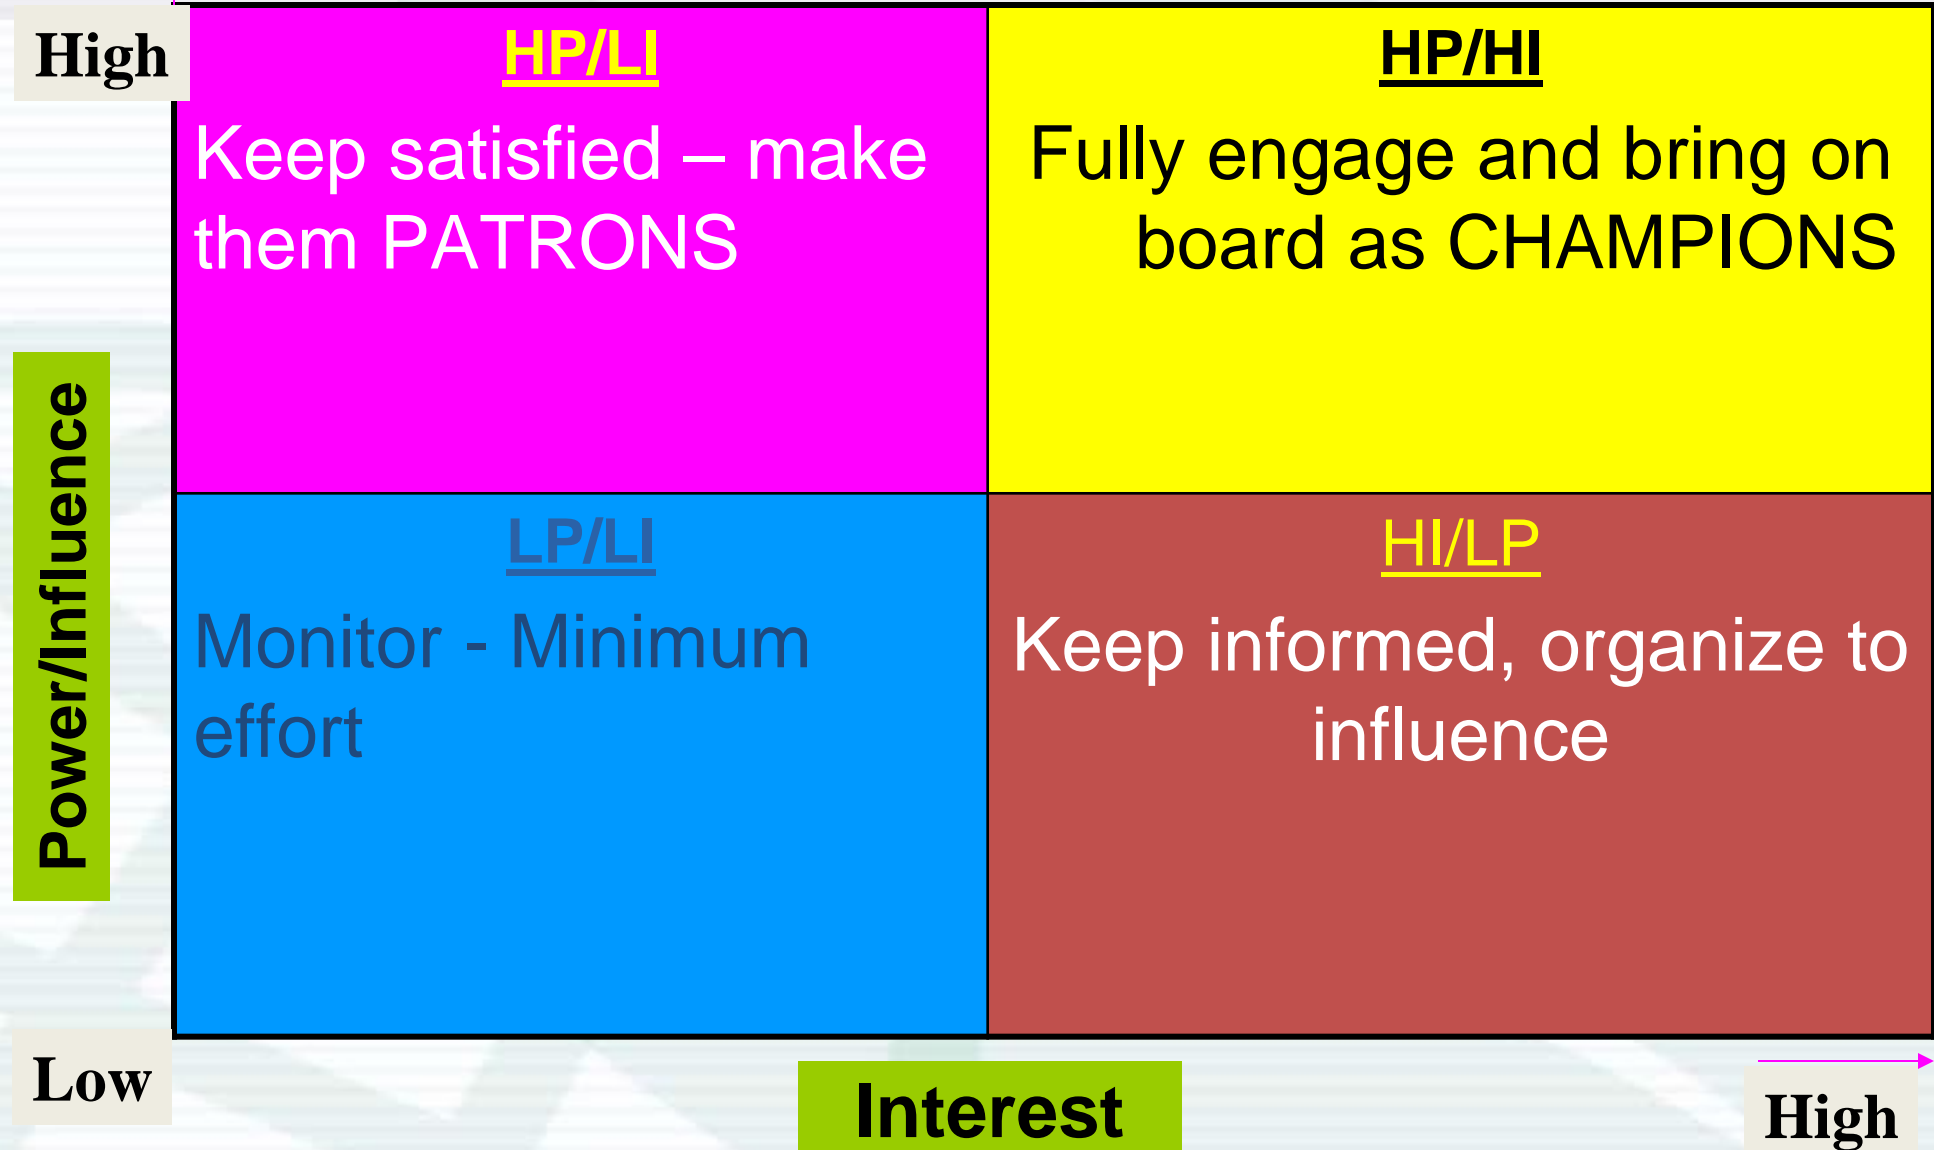 High
HP/LI
Keep satisfied – make
them PATRONS
HP/HI
Fully engage and bring on
board as CHAMPIONS
Power/Influence
LP/LI
Monitor - Minimum
effort
HI/LP
Keep informed, organize to
influence
Low
Interest
High